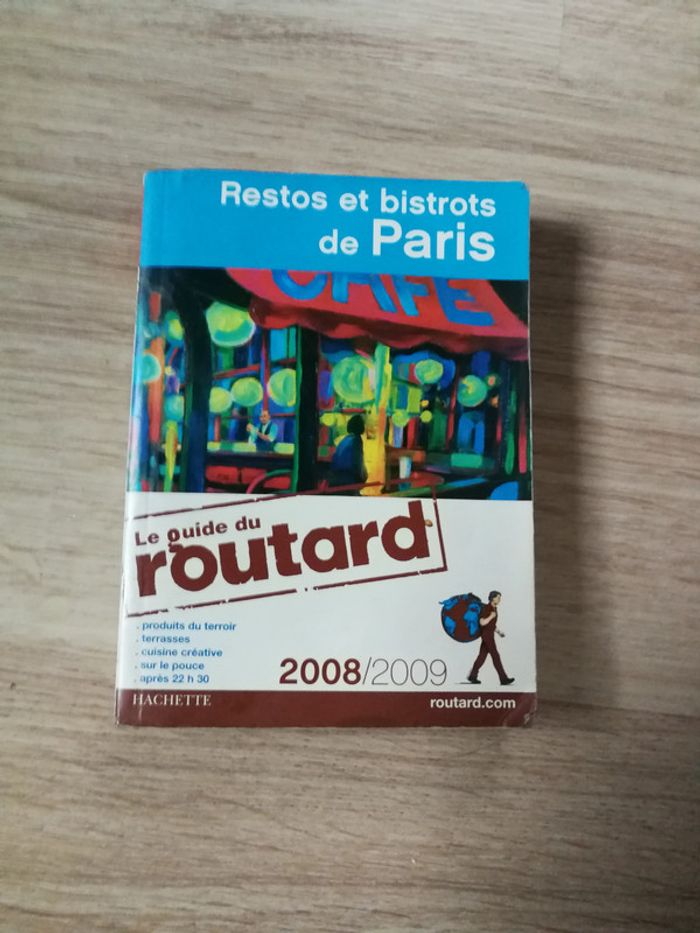 Restos et bistrots
de Paris
CAFE
Le guide du
routard
. produits du terroir
. terrasses
. cuisine créative
. sur le pouce
. après 22 h 30
2008/2009
HACHETTE
routard.com